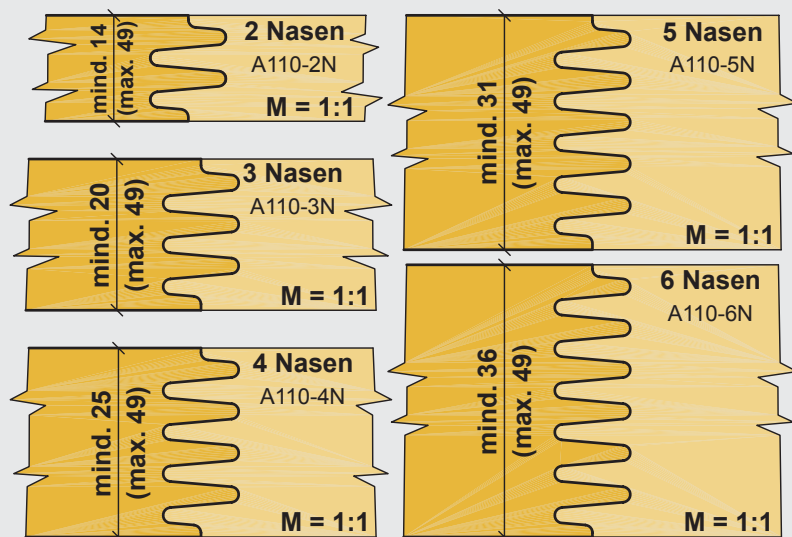 mind. 14
(max. 49)
2 Nasen
A110-2N
M = 1:1
mind. 20
(max. 49)
3 Nasen
A110-3N
M = 1:1
mind. 25
(max. 49)
4 Nasen
A110-4N
M = 1:1
mind. 31
(max. 49)
5 Nasen
A110-5N
M = 1:1
mind. 36
(max. 49)
6 Nasen
A110-6N
M = 1:1